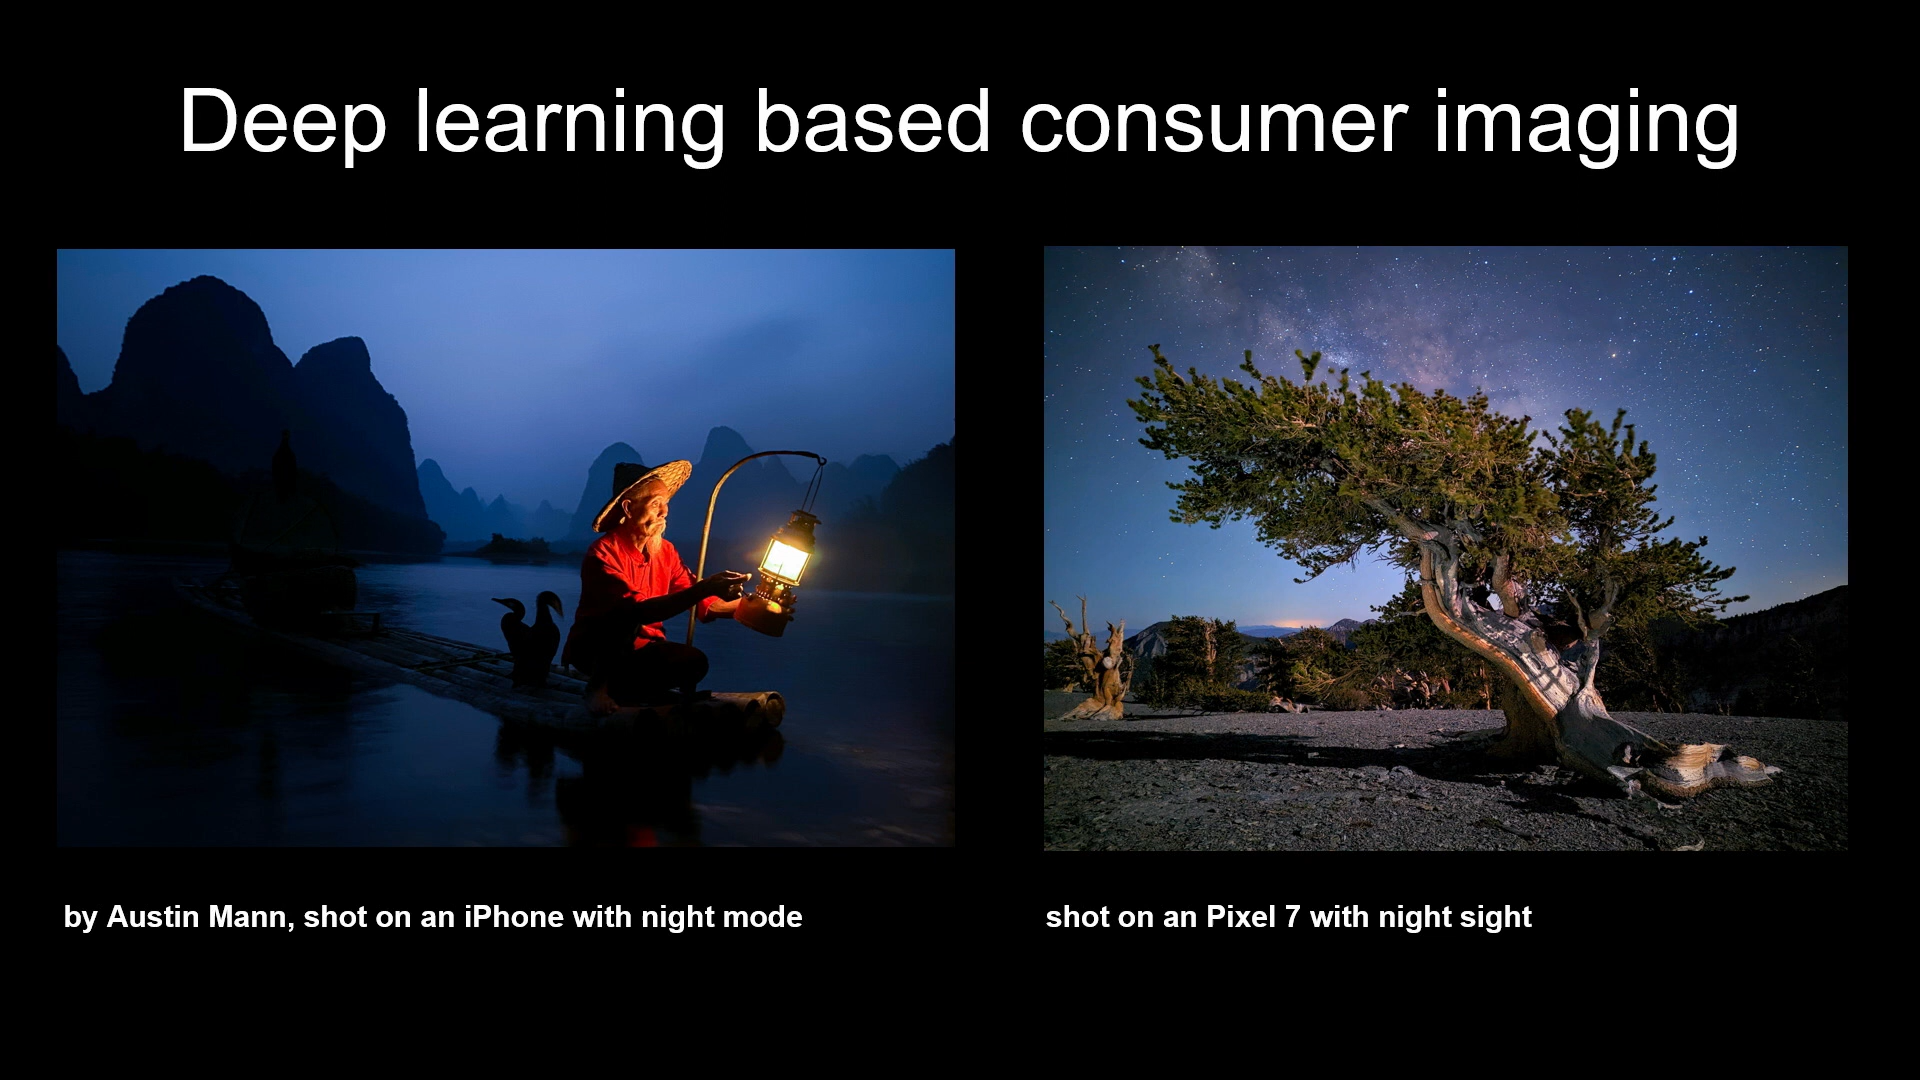 Deep learning based consumer imaging
by Austin Mann, shot on an iPhone with night mode
shot on an Pixel 7 with night sight